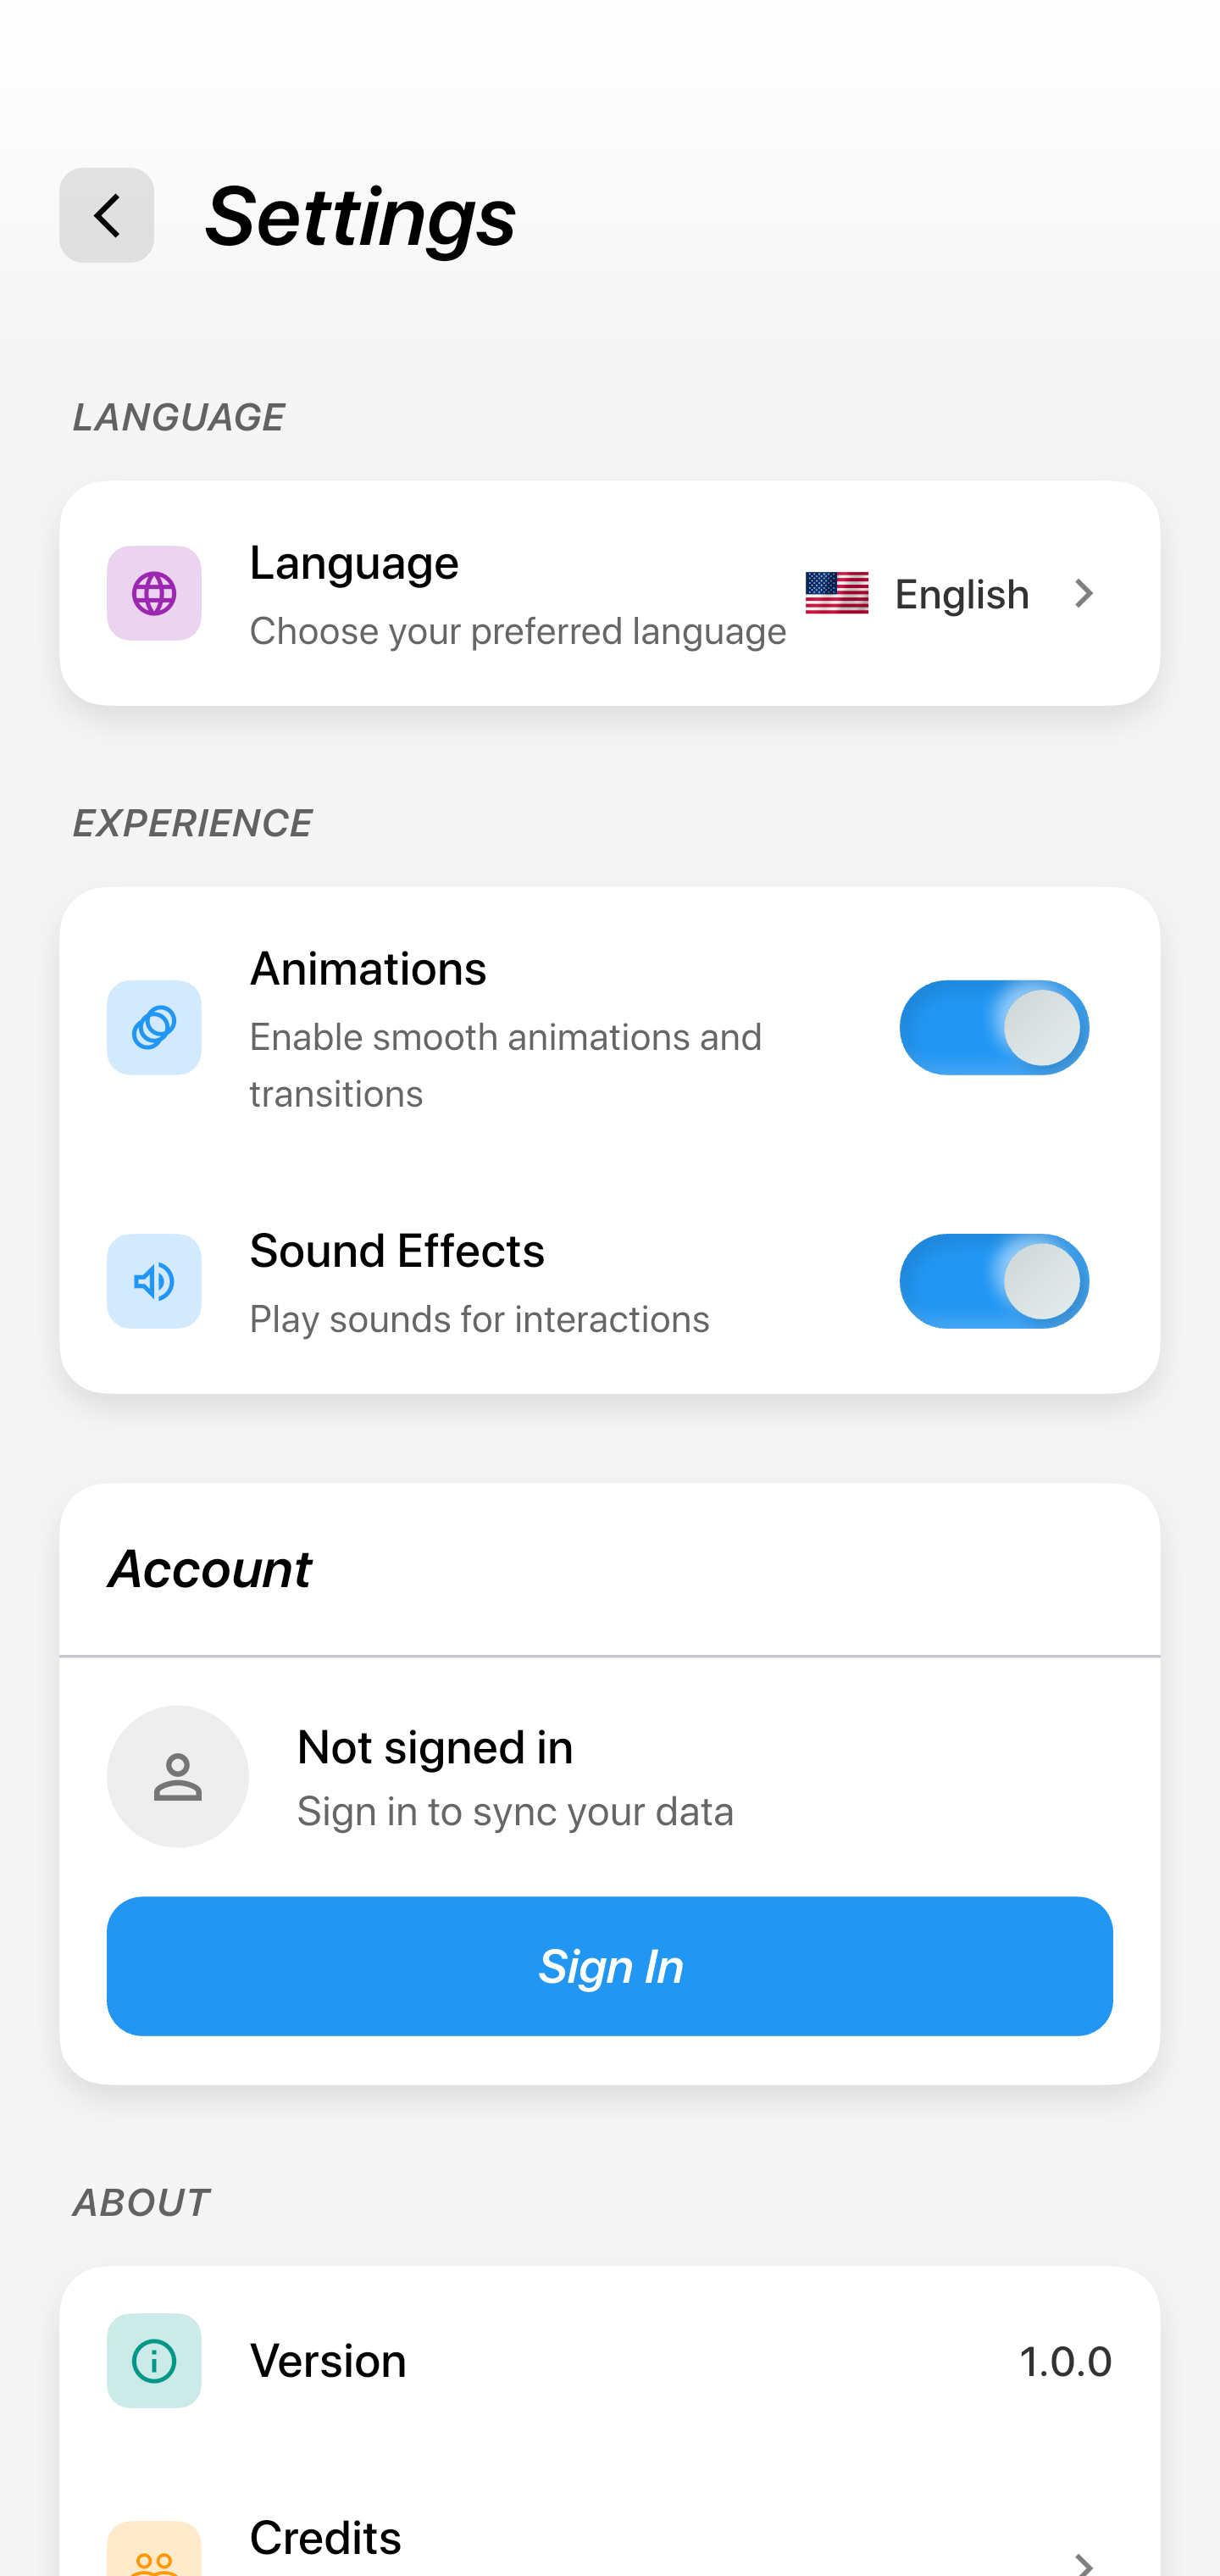 Settings
LANGUAGE
Language
Choose your preferred language
English
EXPERIENCE
Animations
Enable smooth animations and
transitions
Sound Effects
Play sounds for interactions
Account
Not signed in
Sign in to sync your data
Sign In
ABOUT
Version
1.0.0
Credits